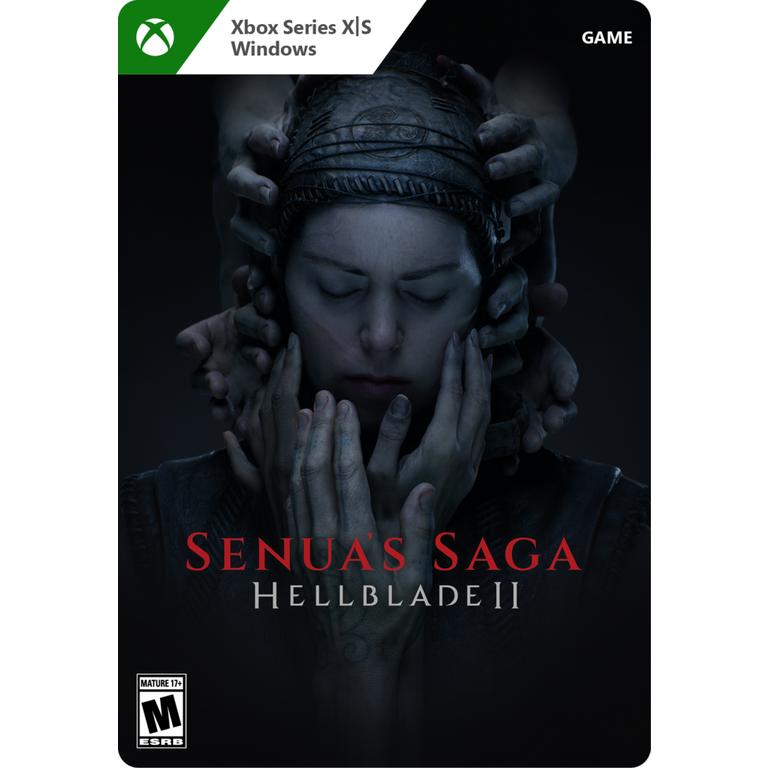 Xbox Series X|S
Windows
GAME
SENUA'S SAGA
HELLBLADE II
MATURE 17+
M
ESRB